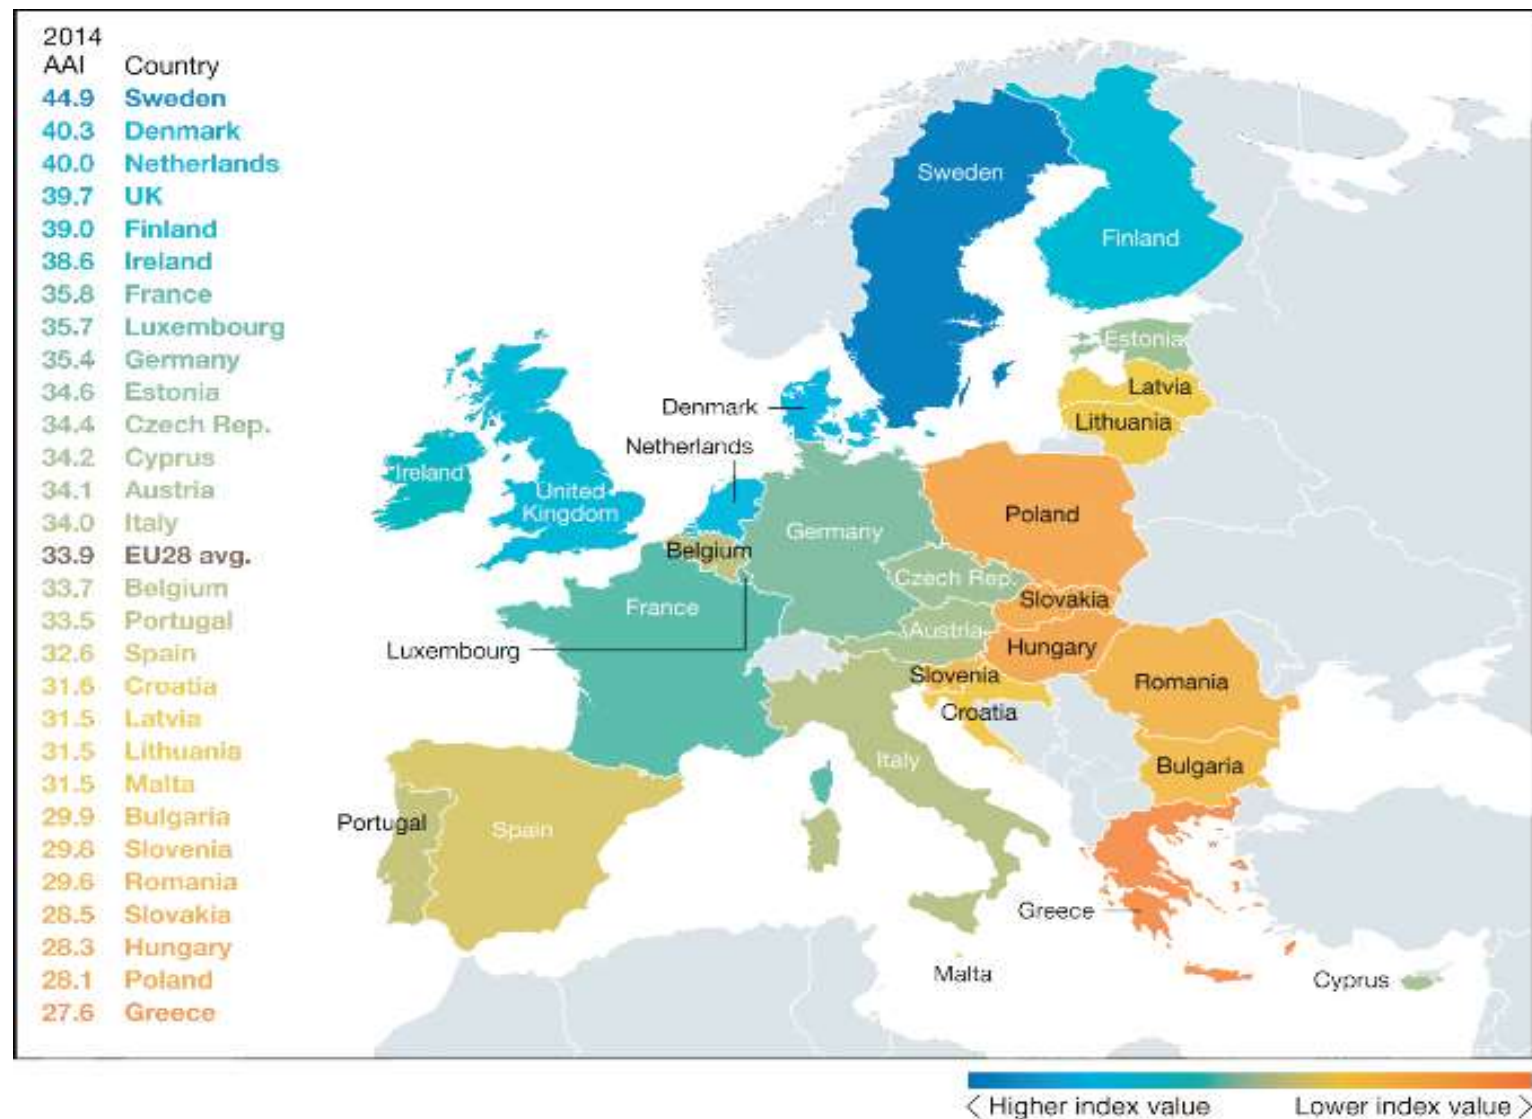 2014
AAI Country
44.9 Sweden
40.3 Denmark
40.0 Netherlands
39.7 UK
39.0 Finland
38.6 Ireland
35.8 France
35.7 Luxembourg
35.4 Germany
34.6 Estonia
34.4 Czech Rep.
34.2 Cyprus
34.1 Austria
34.0 Italy
33.9 EU28 avg.
33.7 Belgium
33.5 Portugal
32.6 Spain
31.6 Croatia
31.5 Latvia
31.5 Lithuania
31.5 Malta
29.9 Bulgaria
29.8 Slovenia
29.6 Romania
28.5 Slovakia
28.3 Hungary
28.1 Poland
27.6 Greece
Sweden
Finland
Estonia
Latvia
Lithuania
Denmark
Netherlands
Ireland
United
Kingdom
Poland
Germany
Belgium
Czech Rep.
Slovakia
France
Austria
Luxembourg
Hungary
Slovenia
Romania
Croatia
Italy
Bulgaria
Portugal
Spain
Greece
Malta
Cyprus
< Higher index value
Lower index value >